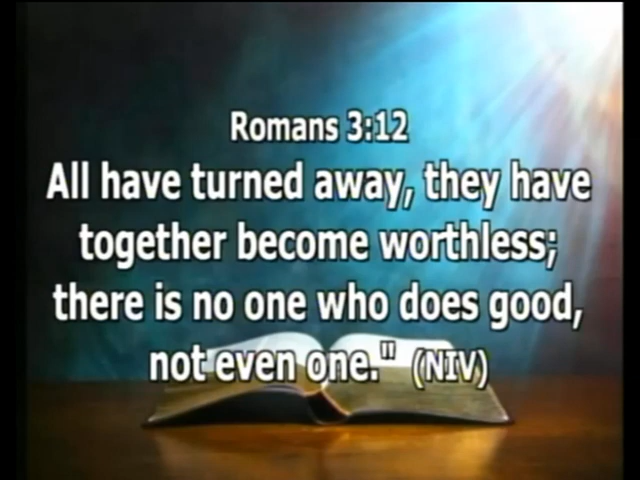 Romans 3:12
All have turned away, they have
together become worthless;
there is no one who does good,
not even one." (NIV)